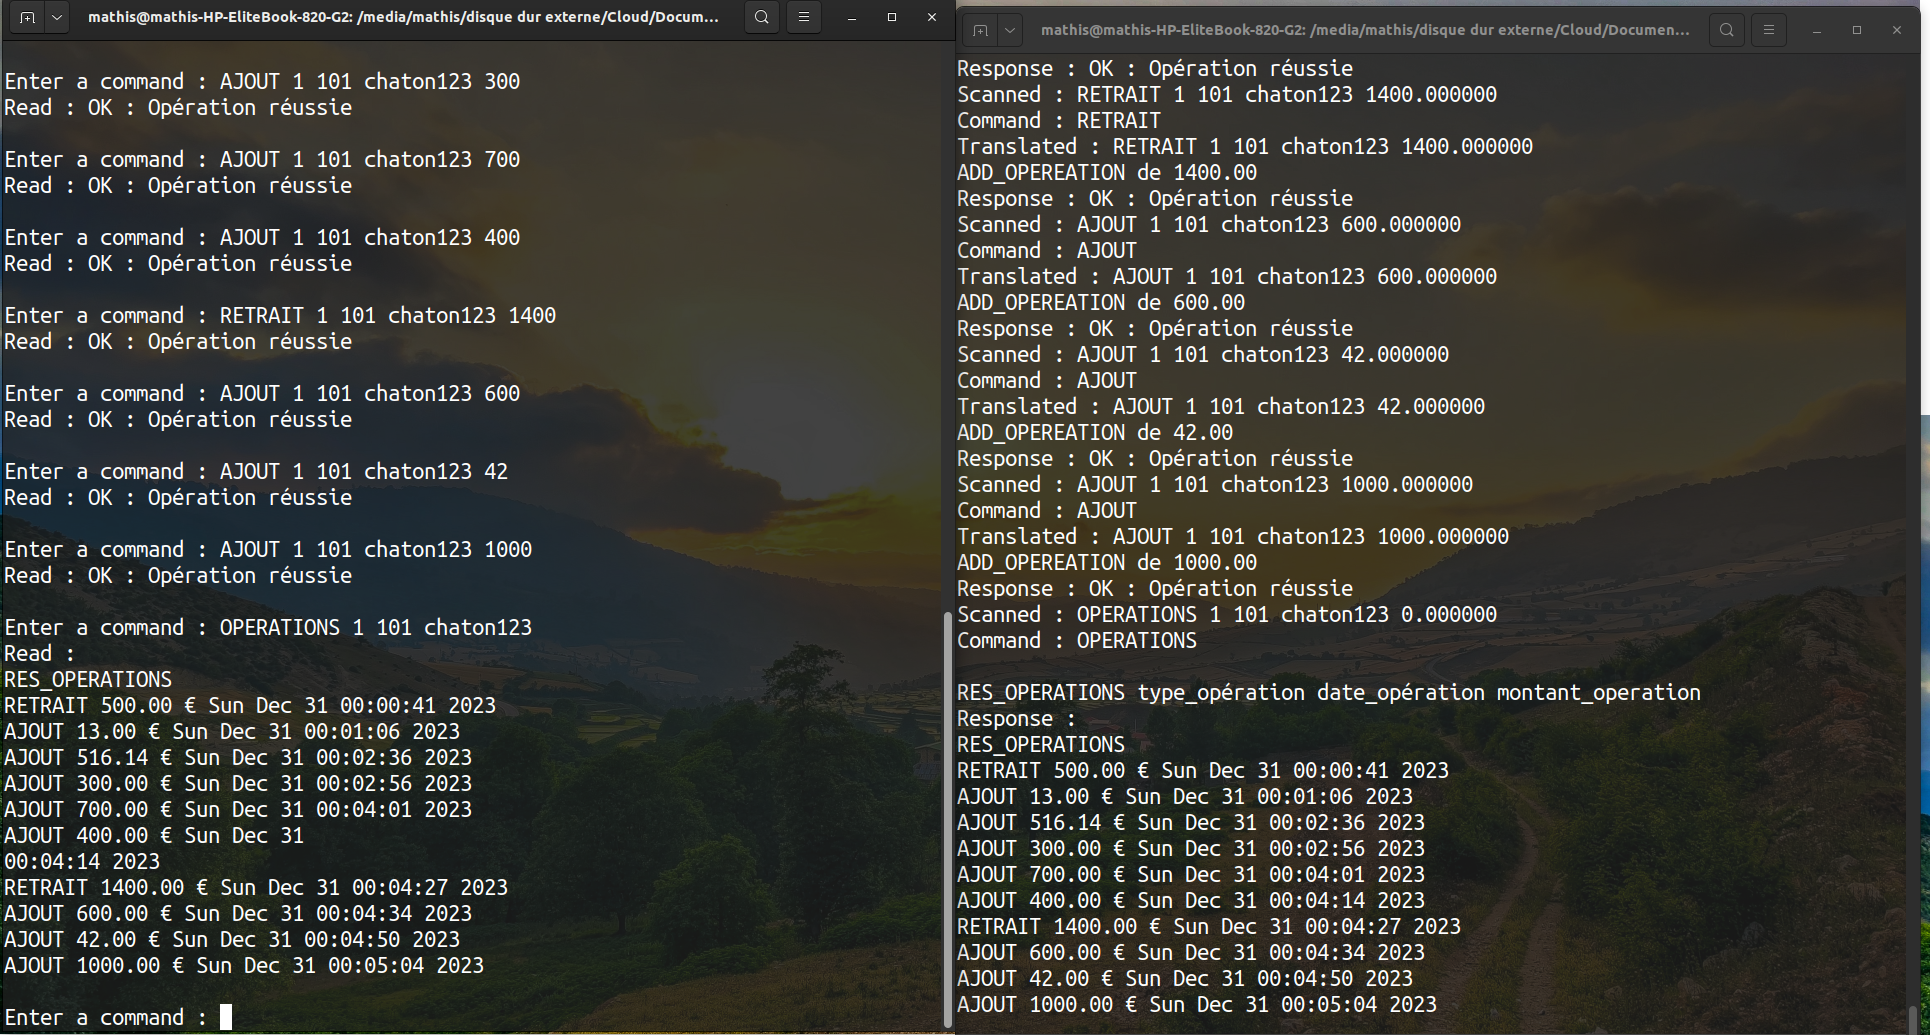 mathis@mathis-HP-EliteBook-820-G2: /media/mathis/disque dur externe/Cloud/Docum...
Enter a command : AJOUT 1 101 chaton123 300
Read : OK : Opération réussie
Enter a command : AJOUT 1 101 chaton123 700
Read : OK : Opération réussie
Enter a command : AJOUT 1 101 chaton123 400
Read : OK : Opération réussie
Enter a command : RETRAIT 1 101 chaton123 1400
Read : OK : Opération réussie
Enter a command : AJOUT 1 101 chaton123 600
Read : OK : Opération réussie
Enter a command : AJOUT 1 101 chaton123 42
Read : OK : Opération réussie
Enter a command : AJOUT 1 101 chaton123 1000
Read : OK : Opération réussie
Enter a command : OPERATIONS 1 101 chaton123
Read :
RES_OPERATIONS
RETRAIT 500.00 € Sun Dec 31 00:00:41 2023
AJOUT 13.00 € Sun Dec 31 00:01:06 2023
AJOUT 516.14 € Sun Dec 31 00:02:36 2023
AJOUT 300.00 € Sun Dec 31 00:02:56 2023
AJOUT 700.00 € Sun Dec 31 00:04:01 2023
AJOUT 400.00 € Sun Dec 31
00:04:14 2023
RETRAIT 1400.00 € Sun Dec 31 00:04:27 2023
AJOUT 600.00 € Sun Dec 31 00:04:34 2023
AJOUT 42.00 € Sun Dec 31 00:04:50 2023
AJOUT 1000.00 € Sun Dec 31 00:05:04 2023
Enter a command :
mathis@mathis-HP-EliteBook-820-G2: /media/mathis/disque dur externe/Cloud/Documen...
Response : OK : Opération réussie
Scanned : RETRAIT 1 101 chaton123 1400.000000
Command : RETRAIT
Translated : RETRAIT 1 101 chaton123 1400.000000
ADD_OPEREATION de 1400.00
Response : OK : Opération réussie
Scanned : AJOUT 1 101 chaton123 600.000000
Command : AJOUT
Translated : AJOUT 1 101 chaton123 600.000000
ADD_OPEREATION de 600.00
Response : OK : Opération réussie
Scanned : AJOUT 1 101 chaton123 42.000000
Command : AJOUT
Translated : AJOUT 1 101 chaton123 42.000000
ADD_OPEREATION de 42.00
Response : OK : Opération réussie
Scanned : AJOUT 1 101 chaton123 1000.000000
Command : AJOUT
Translated : AJOUT 1 101 chaton123 1000.000000
ADD_OPEREATION de 1000.00
Response : OK : Opération réussie
Scanned : OPERATIONS 1 101 chaton123 0.000000
Command : OPERATIONS
RES_OPERATIONS type_opération date_opération montant_operation
Response :
RES_OPERATIONS
RETRAIT 500.00 € Sun Dec 31 00:00:41 2023
AJOUT 13.00 € Sun Dec 31 00:01:06 2023
AJOUT 516.14 € Sun Dec 31 00:02:36 2023
AJOUT 300.00 € Sun Dec 31 00:02:56 2023
AJOUT 700.00 € Sun Dec 31 00:04:01 2023
AJOUT 400.00 € Sun Dec 31 00:04:14 2023
RETRAIT 1400.00 € Sun Dec 31 00:04:27 2023
AJOUT 600.00 € Sun Dec 31 00:04:34 2023
AJOUT 42.00 € Sun Dec 31 00:04:50 2023
AJOUT 1000.00 € Sun Dec 31 00:05:04 2023